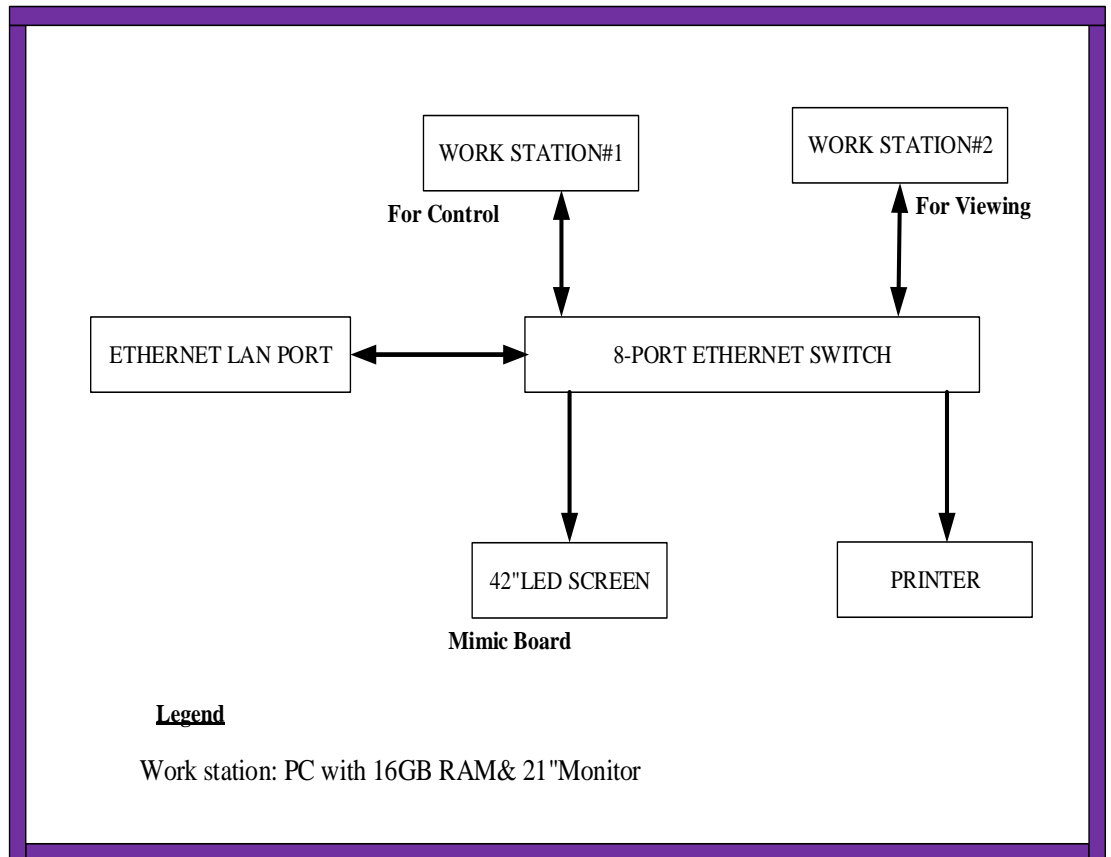 WORK STATION#1
WORK STATION#2
For Control
For Viewing
ETHERNET LAN PORT
8-PORT ETHERNET SWITCH
42"LED SCREEN
PRINTER
Mimic Board
Legend
Work station: PC with 16GB RAM& 21"Monitor